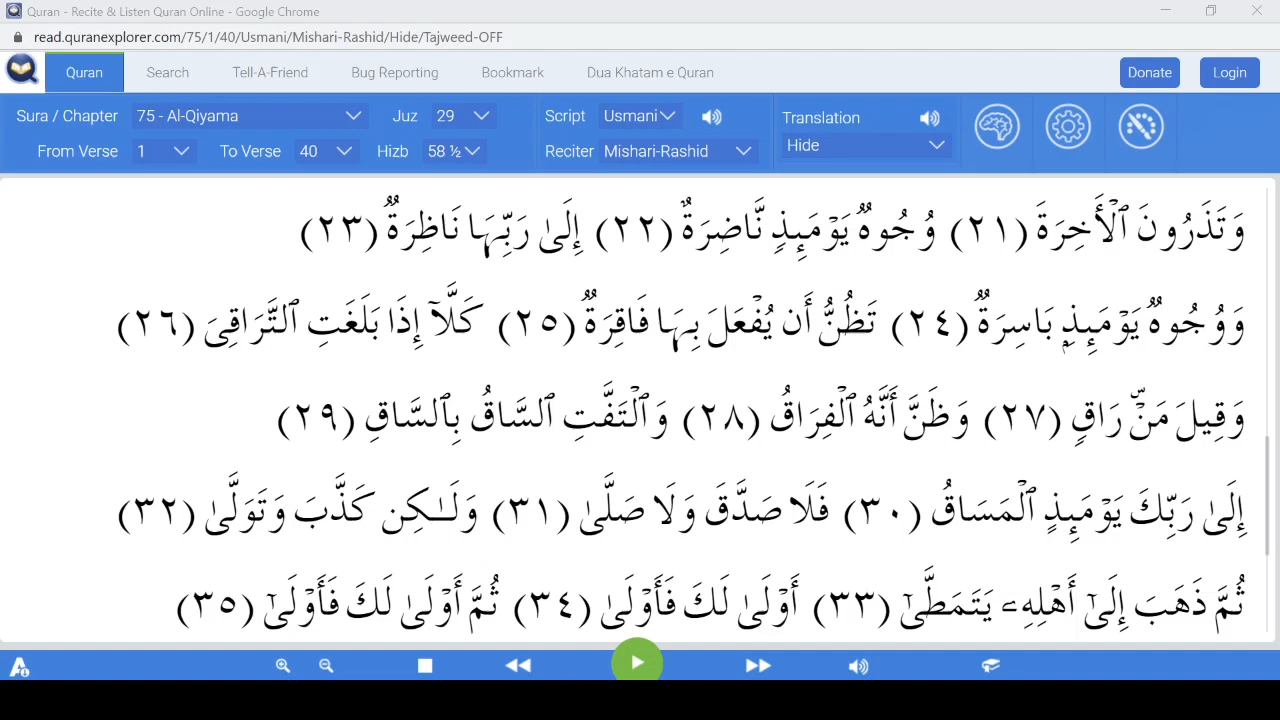 Quran - Recite & Listen Quran Online - Google Chrome
read.quranexplorer.com/75/1/40/Usmani/Mishari-Rashid/Hide/Tajweed-OFF
Quran Search Tell-A-Friend Bug Reporting Bookmark Dua Khatam e Quran Donate Login
Sura / Chapter 75 - Al-Qiyama Juz 29 Script Usmani Translation
From Verse 1 To Verse 40 Hizb 58 ½ Reciter Mishari-Rashid Hide
وَتَذَرُونَ ٱلْأَخِرَةَ (٢١) وُجُوهٌ يَوْمَئِذٍ نَّاضِرَةٌ (٢٢) إِلَىٰ رَبِّهَا نَاظِرَةٌ (٢٣)
وَوُجُوهٌ يَوْمَئِذٍ بَاسِرَةٌ (٢٤) تَظُنُّ أَن يُفْعَلَ بِهَا فَاقِرَةٌ (٢٥) كَلَّآ إِذَا بَلَغَتِ ٱلتَّرَاقِىَ (٢٦)
وَقِيلَ مَنْ ۜ رَاقٍ (٢٧) وَظَنَّ أَنَّهُ ٱلْفِرَاقُ (٢٨) وَٱلْتَفَّتِ ٱلسَّاقُ بِٱلسَّاقِ (٢٩)
إِلَىٰ رَبِّكَ يَوْمَئِذٍ ٱلْمَسَاقُ (٣٠) فَلَا صَدَّقَ وَلَا صَلَّىٰ (٣١) وَلَـٰكِن كَذَّبَ وَتَوَلَّىٰ (٣٢)
ثُمَّ ذَهَبَ إِلَىٰٓ أَهْلِهِۦ يَتَمَطَّىٰٓ (٣٣) أَوْلَىٰ لَكَ فَأَوْلَىٰ (٣٤) ثُمَّ أَوْلَىٰ لَكَ فَأَوْلَىٰٓ (٣٥)